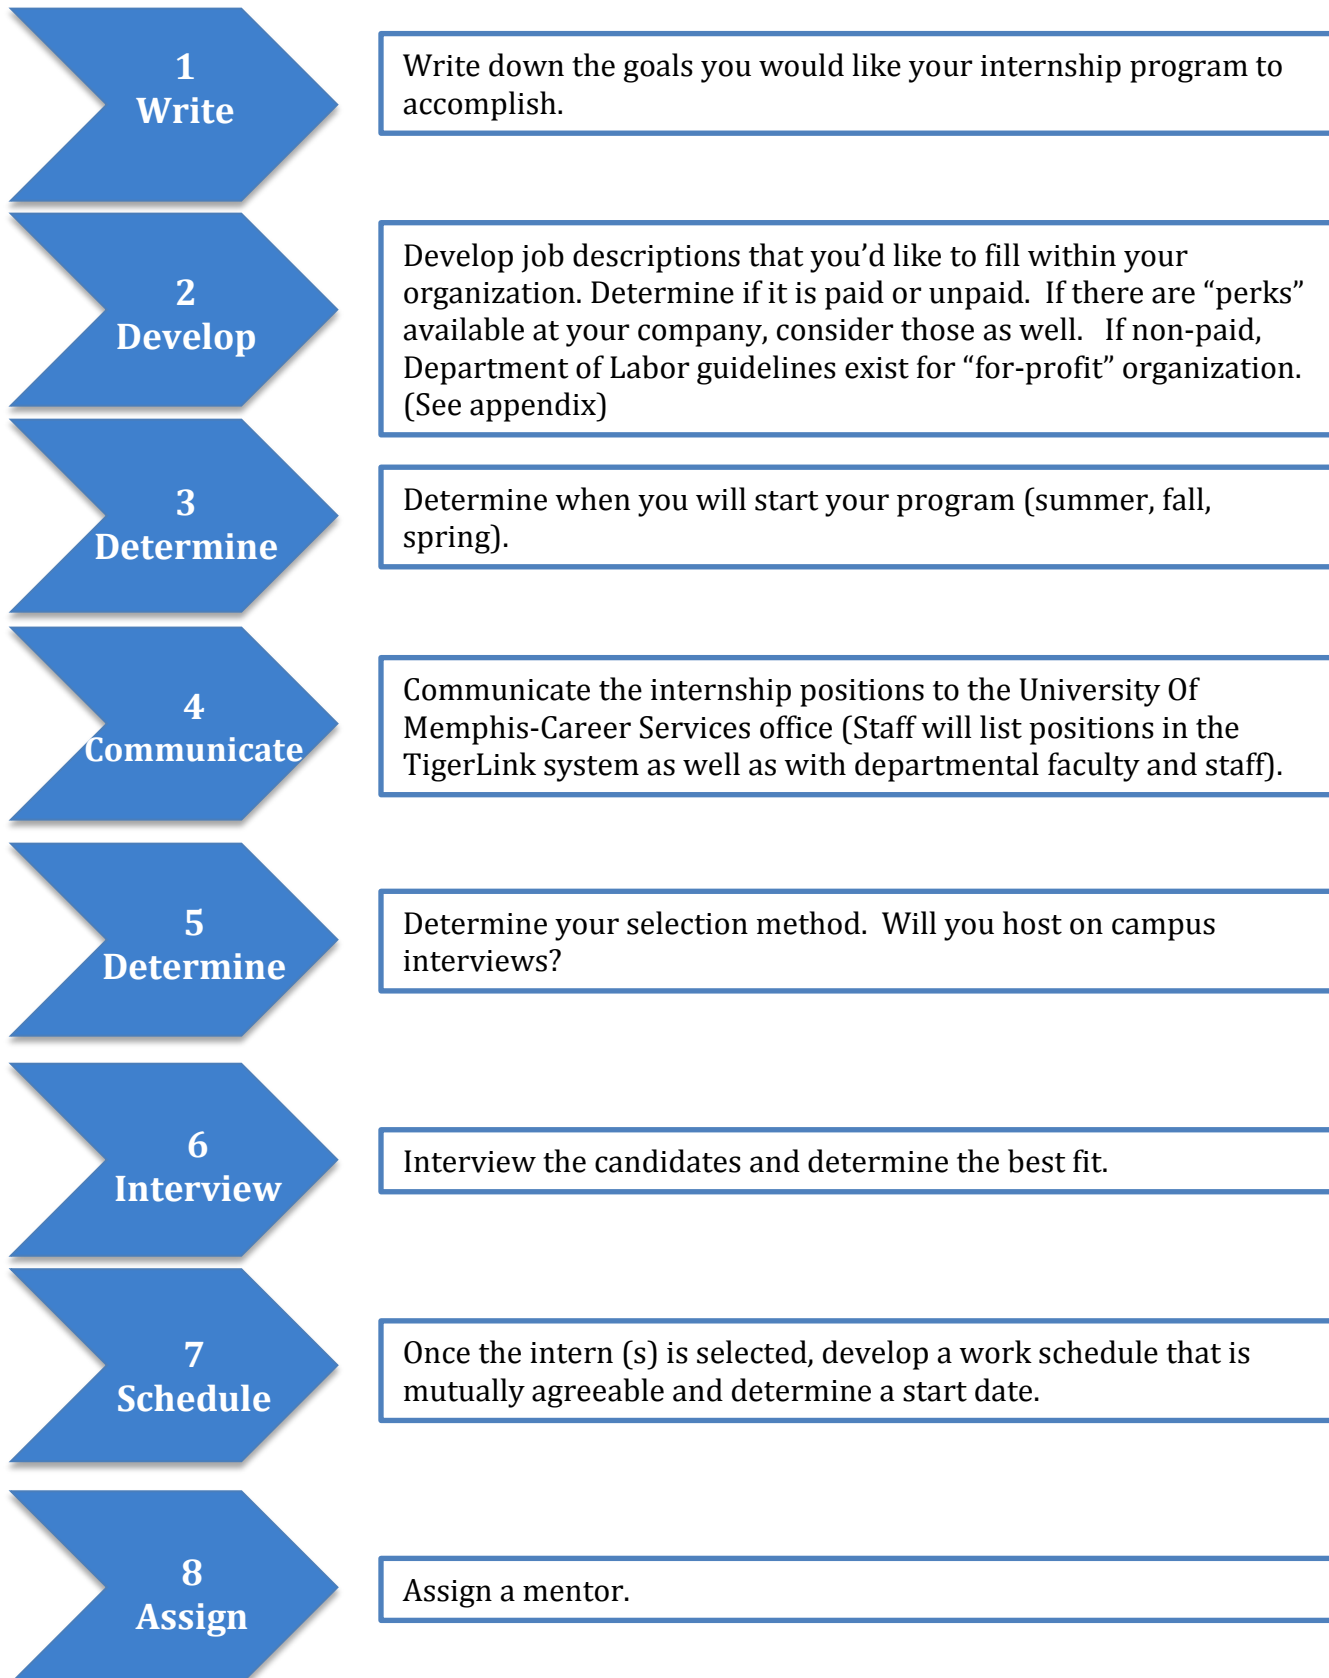 1
Write
Write down the goals you would like your internship program to
accomplish.
2
Develop
Develop job descriptions that you’d like to fill within your
organization. Determine if it is paid or unpaid.  If there are “perks”
available at your company, consider those as well.   If non-paid,
Department of Labor guidelines exist for “for-profit” organization.
(See appendix)
3
Determine
Determine when you will start your program (summer, fall,
spring).
4
Communicate
Communicate the internship positions to the University Of
Memphis-Career Services office (Staff will list positions in the
TigerLink system as well as with departmental faculty and staff).
5
Determine
Determine your selection method.  Will you host on campus
interviews?
6
Interview
Interview the candidates and determine the best fit.
7
Schedule
Once the intern (s) is selected, develop a work schedule that is
mutually agreeable and determine a start date.
8
Assign
Assign a mentor.